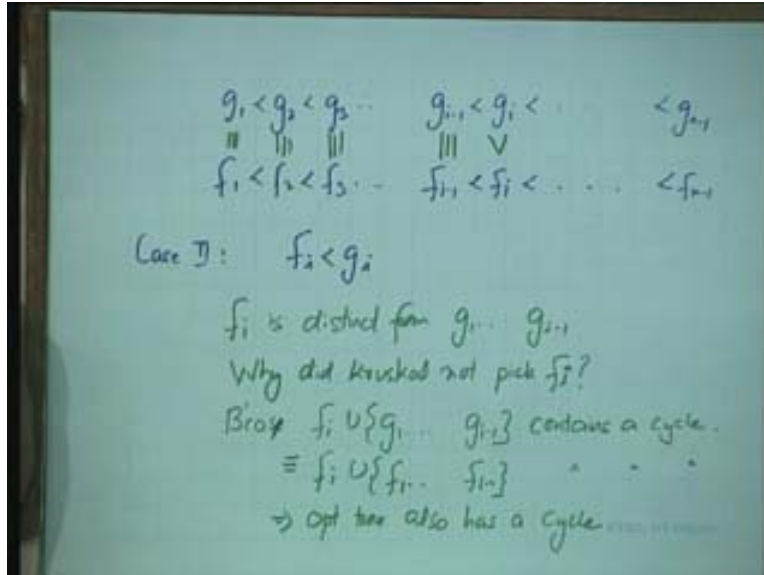 g₁ < g₂ < g₃ .. gᵢ₋₁ < gᵢ < . . < gₙ₋₁
||| ||| ||| ||| V
f₁ < f₂ < f₃ .. fᵢ₋₁ < fᵢ < . . . . < fₙ₋₁
Case I : fᵢ < gᵢ
fᵢ is distinct from g₁ ... gᵢ₋₁
Why did kruskal not pick fᵢ?
fᵢ ∪ {g₁ ... gᵢ₋₁} contains a cycle.
≡ fᵢ ∪ {f₁ ... fᵢ₋₁} " " "
⇒ opt tree also has a cycle